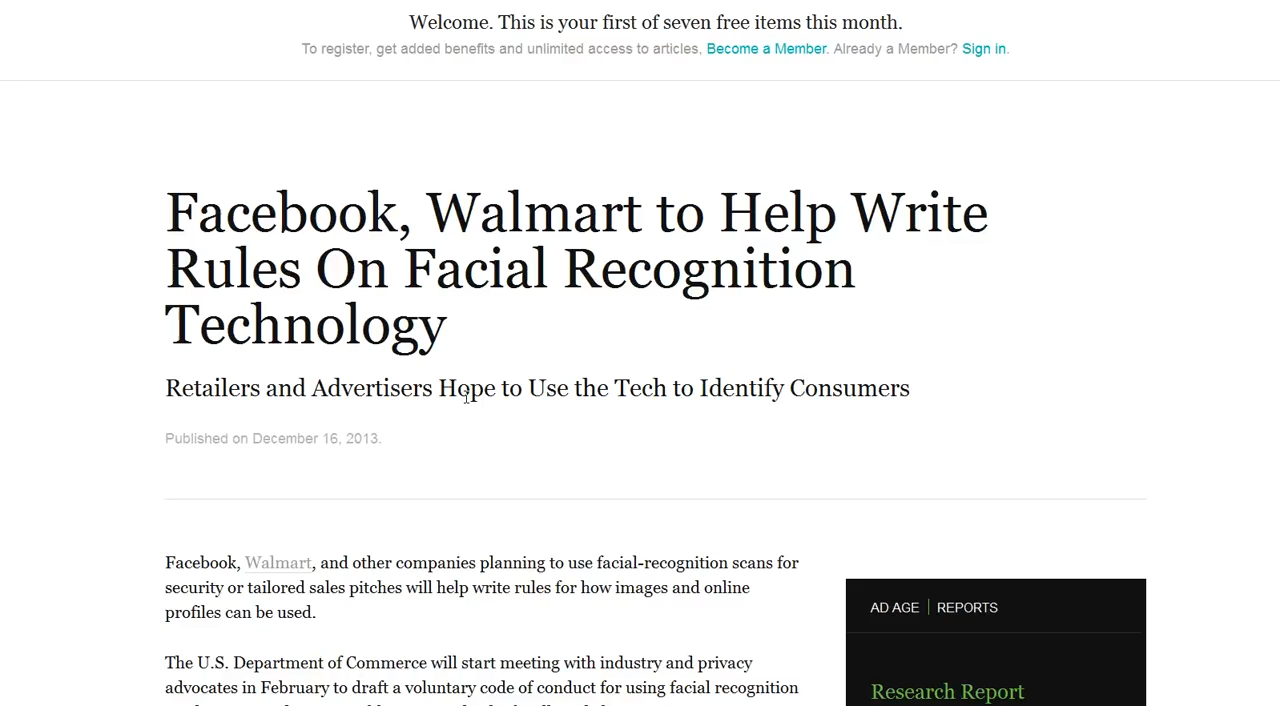 Welcome. This is your first of seven free items this month.
To register, get added benefits and unlimited access to articles, Become a Member. Already a Member? Sign in.
Facebook, Walmart to Help Write
Rules On Facial Recognition
Technology
Retailers and Advertisers Hope to Use the Tech to Identify Consumers
Published on December 16, 2013.
Facebook, Walmart, and other companies planning to use facial-recognition scans for
security or tailored sales pitches will help write rules for how images and online
profiles can be used.
The U.S. Department of Commerce will start meeting with industry and privacy
advocates in February to draft a voluntary code of conduct for using facial recognition
AD AGE | REPORTS
Research Report